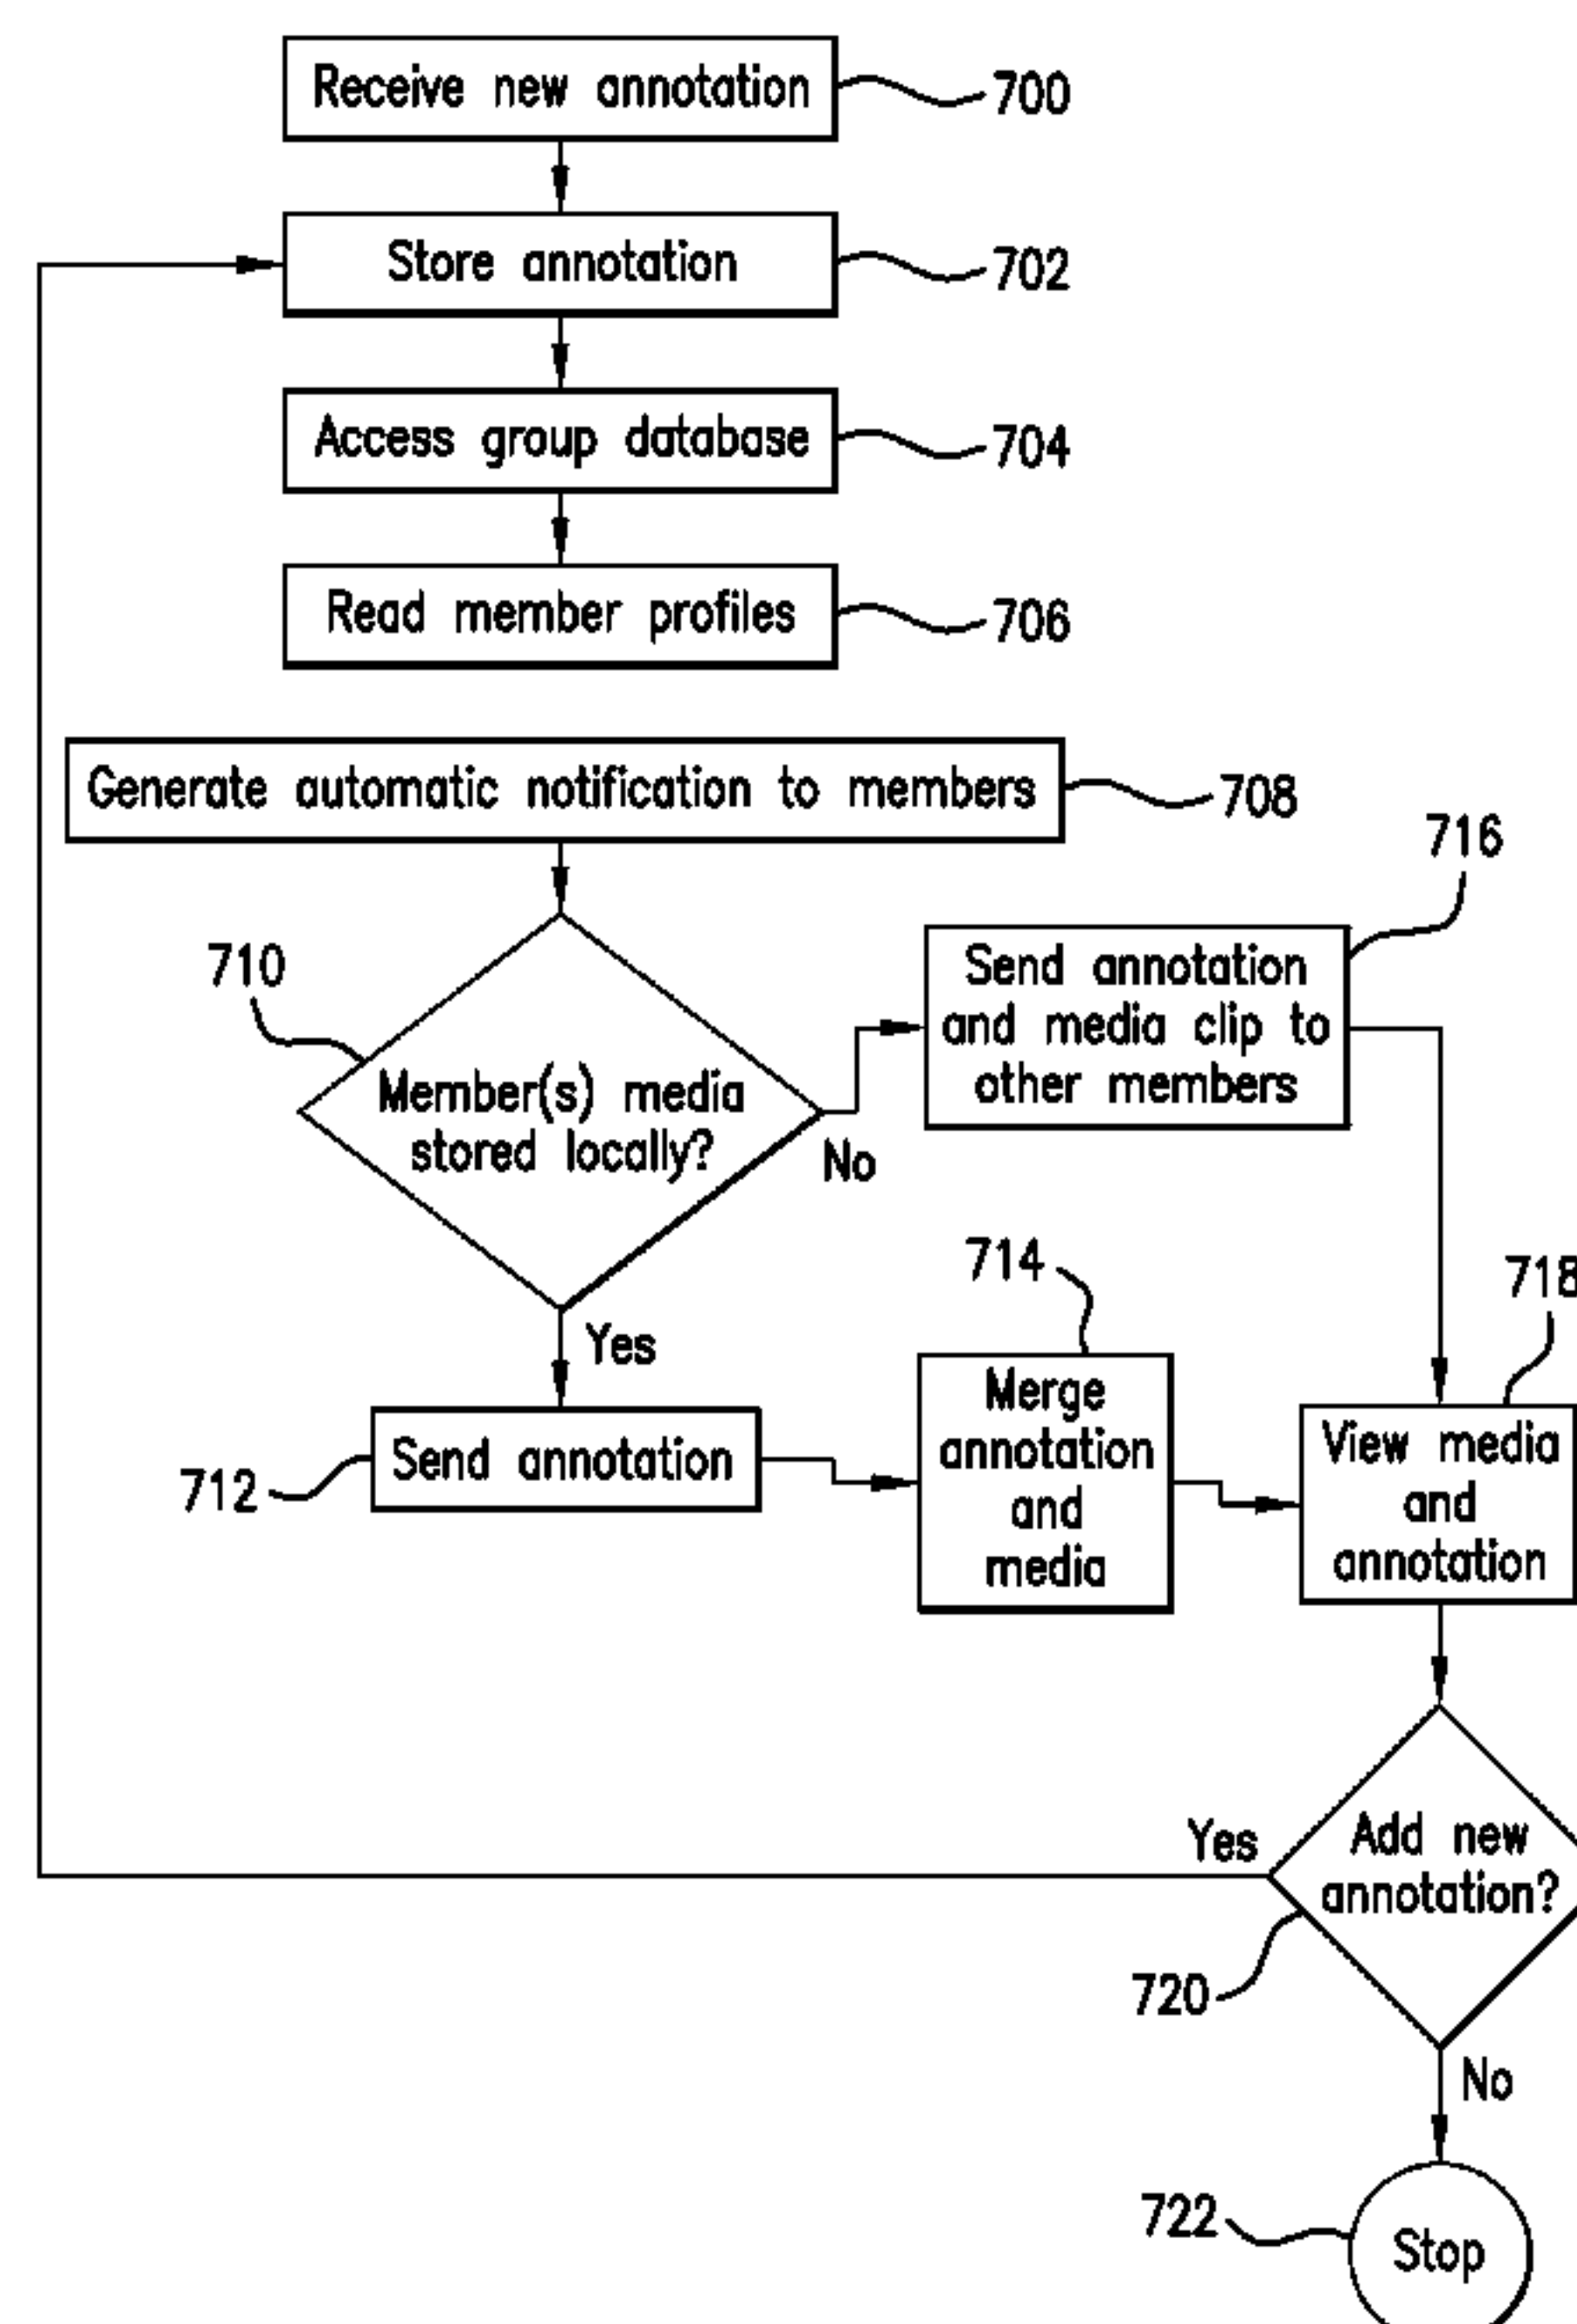 Receive new annotation
700
Store annotation
702
Access group database
704
Read member profiles
706
Generate automatic notification to members
708
716
710
Send annotation
and media clip to
other members
Member(s) media
stored locally?
No
714
718
Yes
Merge
annotation
and
media
View media
and
annotation
Send annotation
712
Yes
Add new
annotation?
720
No
722
Stop